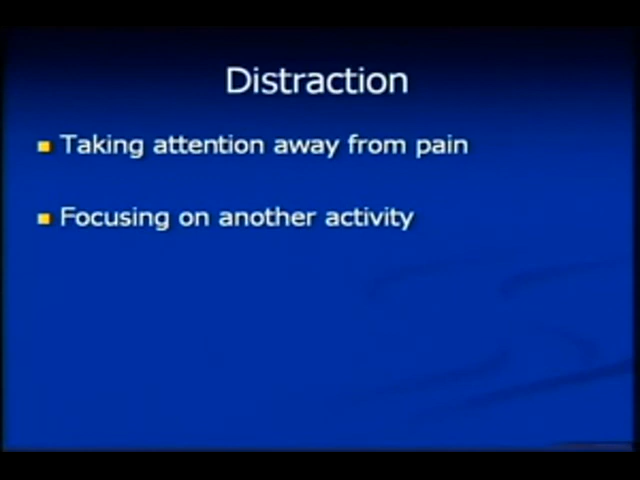 Distraction
Taking attention away from pain
Focusing on another activity